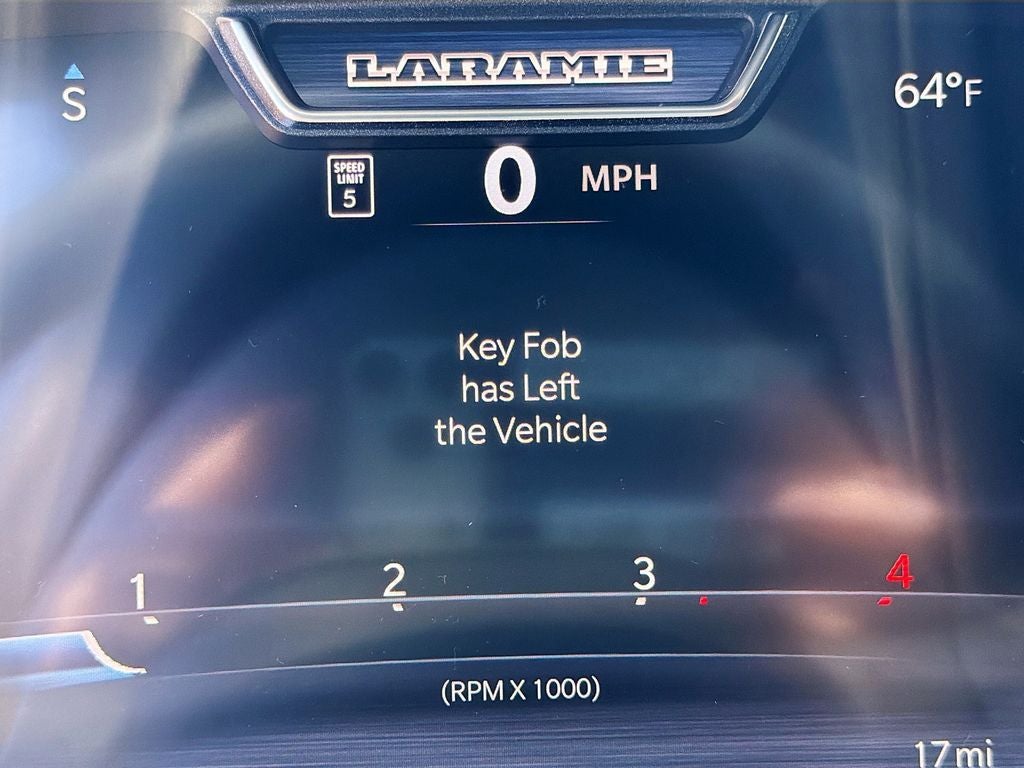 LARAMIE
S
64°F
SPEED
LIMIT
5
0 MPH
Key Fob
has Left
the Vehicle
1 2 3 4
(RPM X 1000)
17 mi